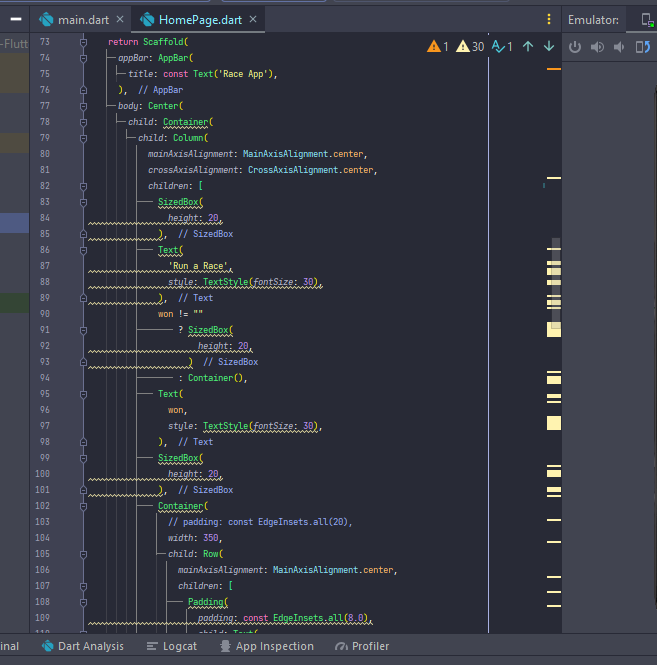 main.dart × HomePage.dart × Emulator:
-Flutt
1 30 1
73 return Scaffold(
74 appBar: AppBar(
75 title: const Text('Race App'),
76 ), // AppBar
77 body: Center(
78 child: Container(
79 child: Column(
80 mainAxisAlignment: MainAxisAlignment.center,
81 crossAxisAlignment: CrossAxisAlignment.center,
82 children: [
83 SizedBox(
84 height: 20,
85 ), // SizedBox
86 Text(
87 'Run a Race',
88 style: TextStyle(fontSize: 30),
89 ), // Text
90 won != ""
91 ? SizedBox(
92 height: 20,
93 ) // SizedBox
94 : Container(),
95 Text(
96 won,
97 style: TextStyle(fontSize: 30),
98 ), // Text
99 SizedBox(
100 height: 20,
101 ), // SizedBox
102 Container(
103 // padding: const EdgeInsets.all(20),
104 width: 350,
105 child: Row(
106 mainAxisAlignment: MainAxisAlignment.center,
107 children: [
108 Padding(
109 padding: const EdgeInsets.all(8.0),
110 child: Text(
inal Dart Analysis Logcat App Inspection Profiler